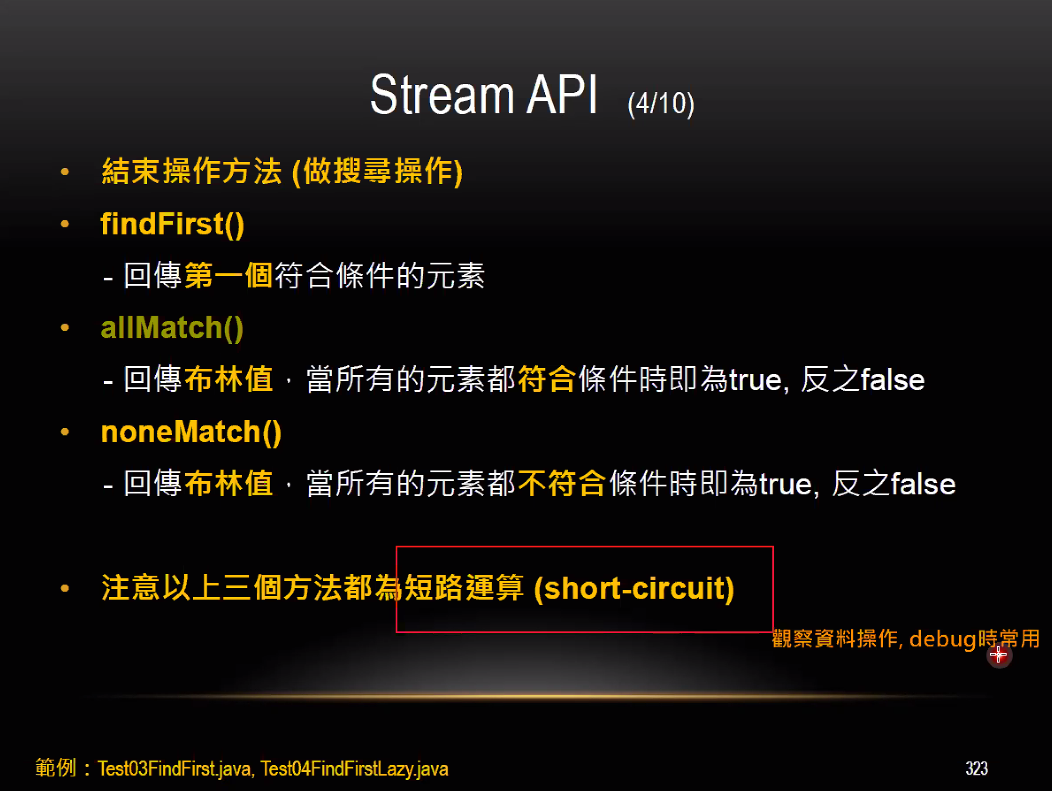 Stream API (4/10)
• 結束操作方法 (做搜尋操作)
• findFirst()
- 回傳第一個符合條件的元素
• allMatch()
- 回傳布林值，當所有的元素都符合條件時即為true, 反之false
• noneMatch()
- 回傳布林值，當所有的元素都不符合條件時即為true, 反之false
• 注意以上三個方法都為短路運算 (short-circuit)
觀察資料操作, debug時常用
範例：Test03FindFirst.java, Test04FindFirstLazy.java
323